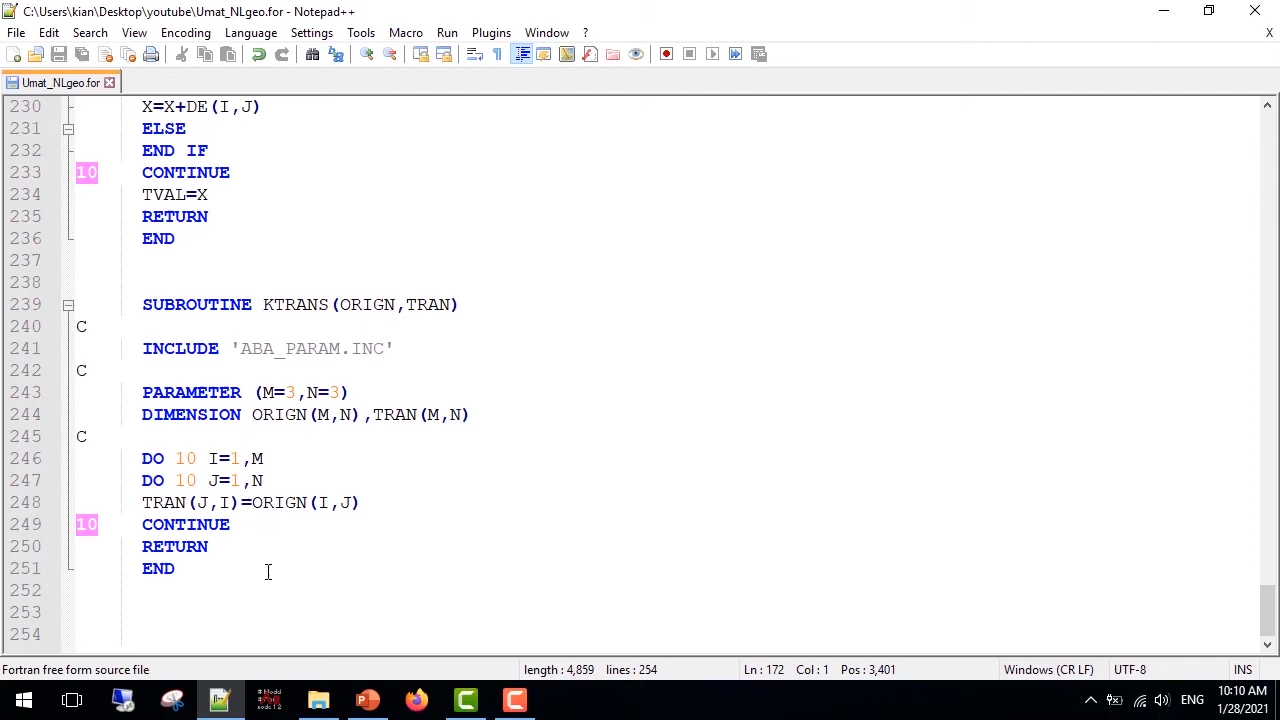 C:\Users\kian\Desktop\youtube\Umat_NLgeo.for - Notepad++
File Edit Search View Encoding Language Settings Tools Macro Run Plugins Window ? X
Umat_NLgeo.for
230 X=X+DE(I,J)
231 ELSE
232 END IF
233 10 CONTINUE
234 TVAL=X
235 RETURN
236 END
237
238
239 SUBROUTINE KTRANS(ORIGN,TRAN)
240 C
241 INCLUDE 'ABA_PARAM.INC'
242 C
243 PARAMETER (M=3,N=3)
244 DIMENSION ORIGN(M,N),TRAN(M,N)
245 C
246 DO 10 I=1,M
247 DO 10 J=1,N
248 TRAN(J,I)=ORIGN(I,J)
249 10 CONTINUE
250 RETURN
251 END
252
253
254
Fortran free form source file length : 4,859 lines : 254 Ln : 172 Col : 1 Pos : 3,401 Windows (CR LF) UTF-8 INS
ENG
10:10 AM
1/28/2021